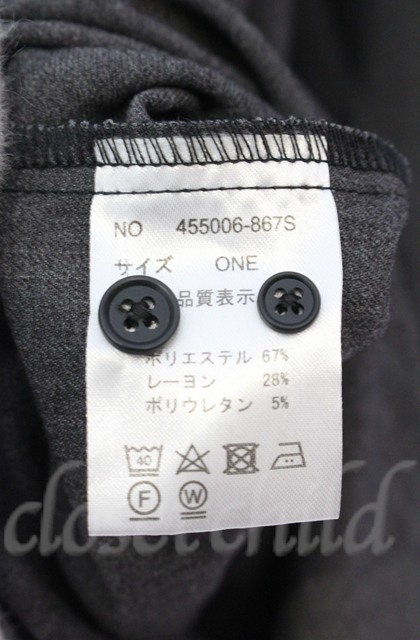 NO 455006-867S
サイズ ONE
品質表示
ポリエステル 67%
レーヨン 28%
ポリウレタン 5%
40
F W
closet child